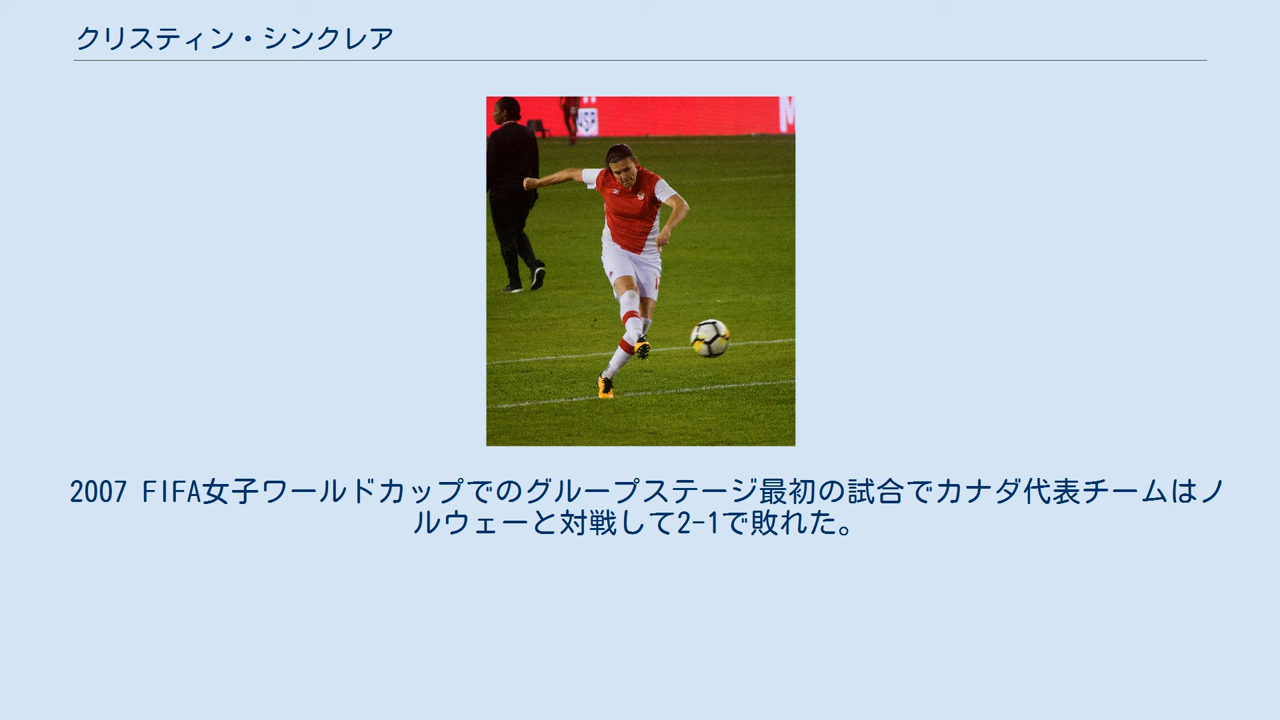 クリスティン・シンクレア
2007 FIFA女子ワールドカップでのグループステージ最初の試合でカナダ代表チームはノ
ルウェーと対戦して2-1で敗れた。